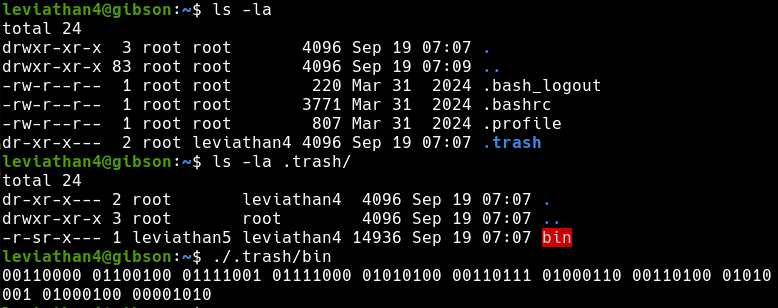 leviathan4@gibson:~$ ls -la
total 24
drwxr-xr-x  3 root root       4096 Sep 19 07:07 .
drwxr-xr-x 83 root root       4096 Sep 19 07:09 ..
-rw-r--r--  1 root root        220 Mar 31  2024 .bash_logout
-rw-r--r--  1 root root       3771 Mar 31  2024 .bashrc
-rw-r--r--  1 root root        807 Mar 31  2024 .profile
dr-xr-x---  2 root leviathan4 4096 Sep 19 07:07 .trash
leviathan4@gibson:~$ ls -la .trash/
total 24
dr-xr-x--- 2 root       leviathan4  4096 Sep 19 07:07 .
drwxr-xr-x 3 root       root        4096 Sep 19 07:07 ..
-r-sr-x--- 1 leviathan5 leviathan4 14936 Sep 19 07:07 bin
leviathan4@gibson:~$ ./.trash/bin
00110000 01100100 01111001 01111000 01010100 00110111 01000110 00110100 01010
001 01000100 00001010